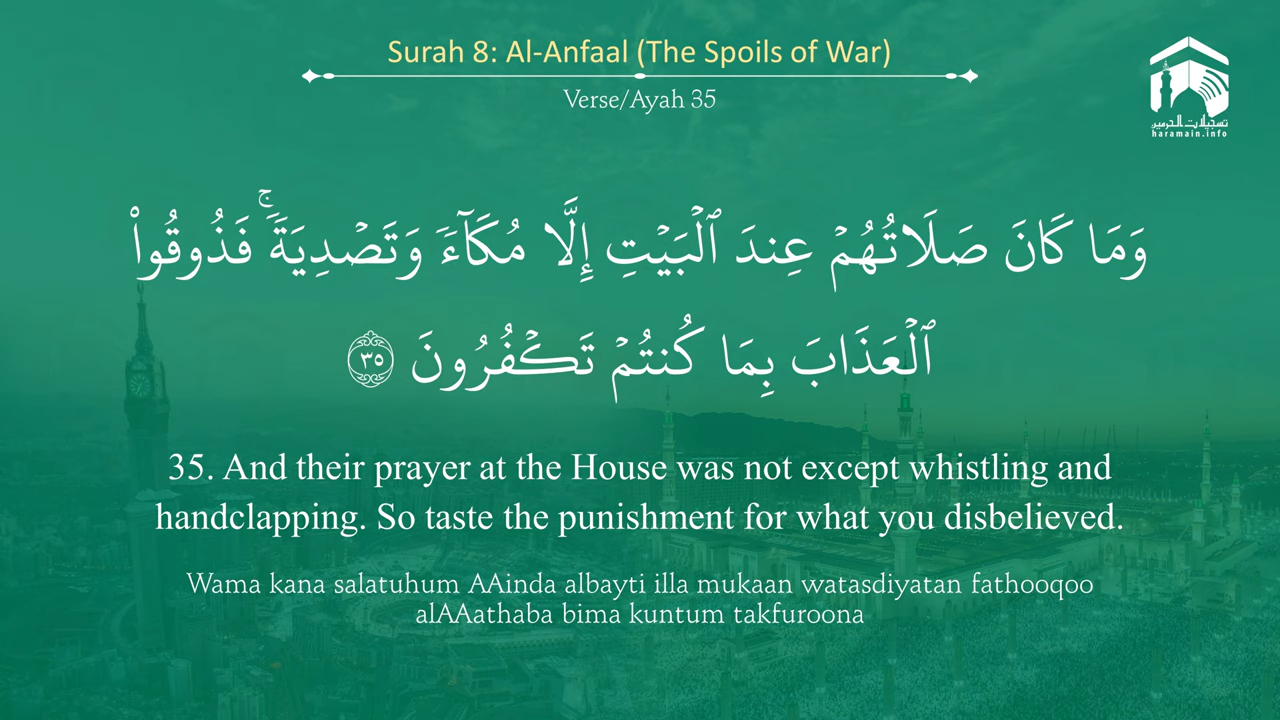 Surah 8: Al-Anfaal (The Spoils of War)
Verse/Ayah 35
تسجيلات الحرمين
haramain.info
وَمَا كَانَ صَلَاتُهُمۡ عِندَ ٱلۡبَيۡتِ إِلَّا مُكَآءٗ وَتَصۡدِيَةٗۚ فَذُوقُواْ
ٱلۡعَذَابَ بِمَا كُنتُمۡ تَكۡفُرُونَ ٣٥
35. And their prayer at the House was not except whistling and
handclapping. So taste the punishment for what you disbelieved.
Wama kana salatuhum AAinda albayti illa mukaan watasdiyatan fathooqoo
alAAathaba bima kuntum takfuroona